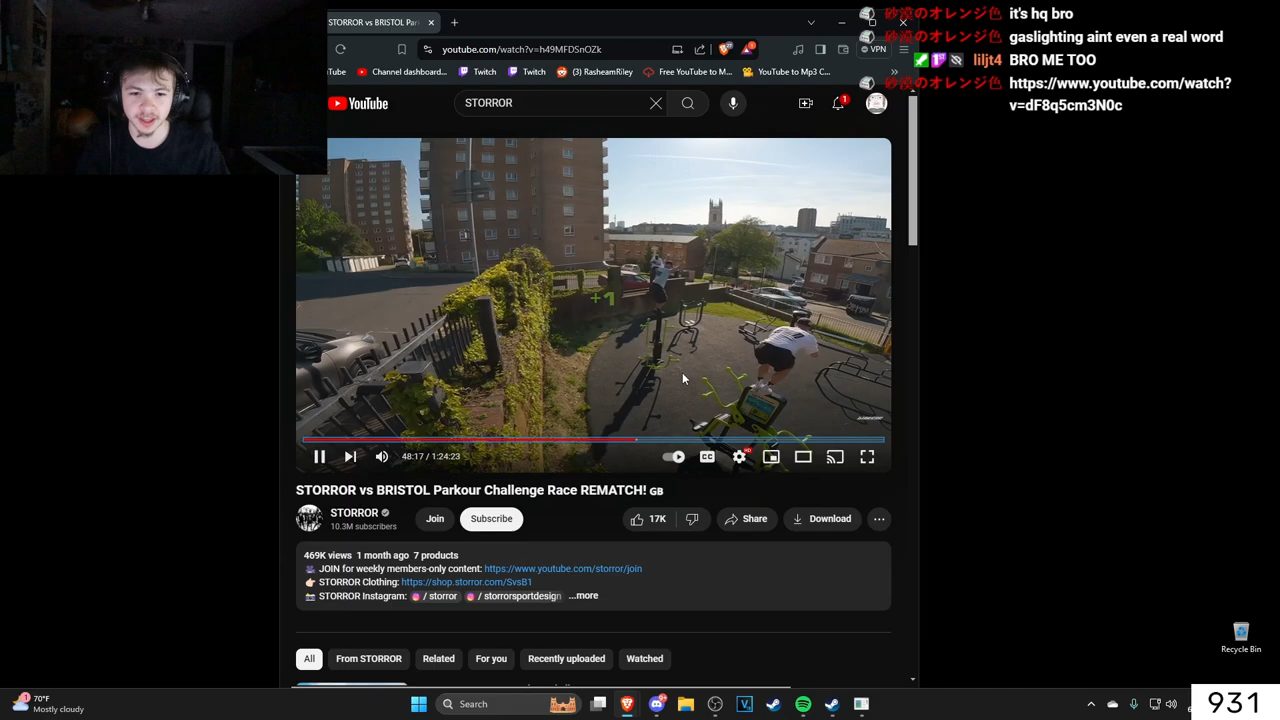 STORROR vs BRISTOL Par
砂漠のオレンジ色 it's hq bro
砂漠のオレンジ色 gaslighting aint even a real word
liljt4 BRO ME TOO
砂漠のオレンジ色 https://www.youtube.com/watch?
v=dF8q5cm3N0c
youtube.com/watch?v=h49MFDSnOZk
VPN
Tube
Channel dashboard...
Twitch
Twitch
(3) RasheamRiley
Free YouTube to M...
YouTube to Mp3 C...
YouTube
STORROR
1
+1
48:17 / 1:24:23
CC
HD
STORROR vs BRISTOL Parkour Challenge Race REMATCH! GB
STORROR
10.3M subscribers
Join
Subscribe
17K
Share
Download
469K views 1 month ago 7 products
JOIN for weekly members-only content: https://www.youtube.com/storror/join
STORROR Clothing: https://shop.storror.com/SvsB1
STORROR Instagram: / storror / storrorsportdesign ...more
All
From STORROR
Related
For you
Recently uploaded
Watched
Recycle Bin
1
70°F
Mostly cloudy
Search
931